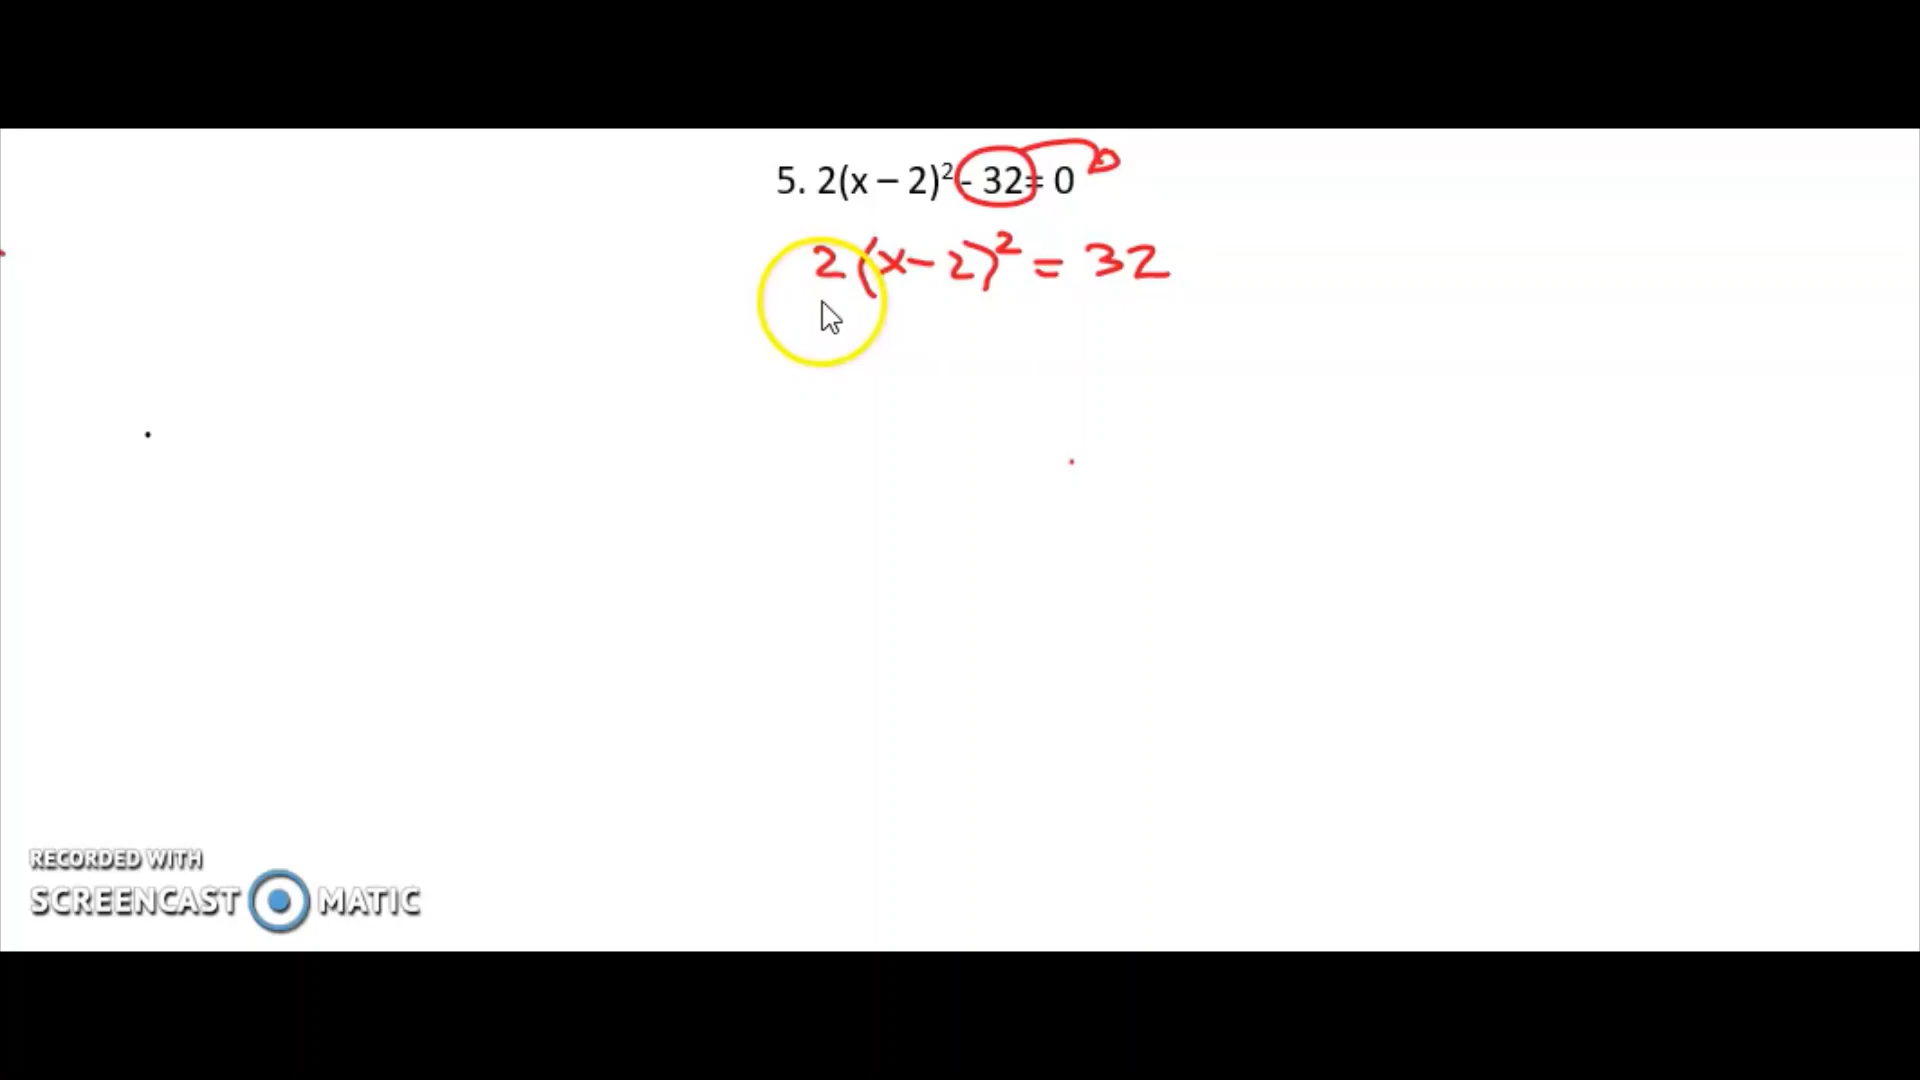 5. 2(x – 2)² - 32 = 0
2(x - 2)² = 32
RECORDED WITH
SCREENCAST MATIC